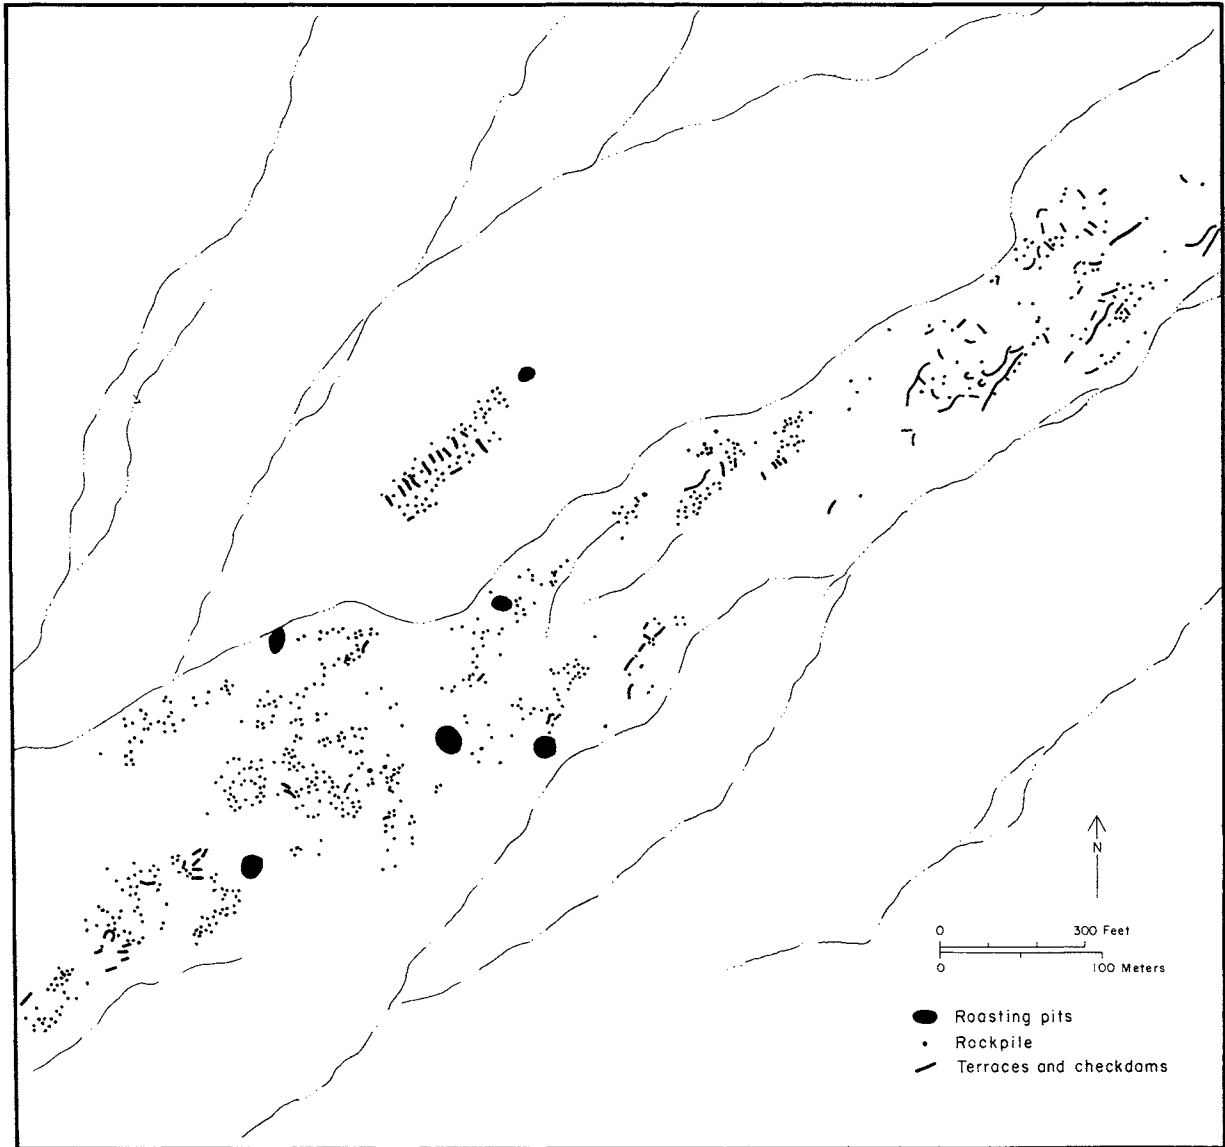 N
0 300 Feet
0 100 Meters
Roasting pits
Rockpile
Terraces and checkdams